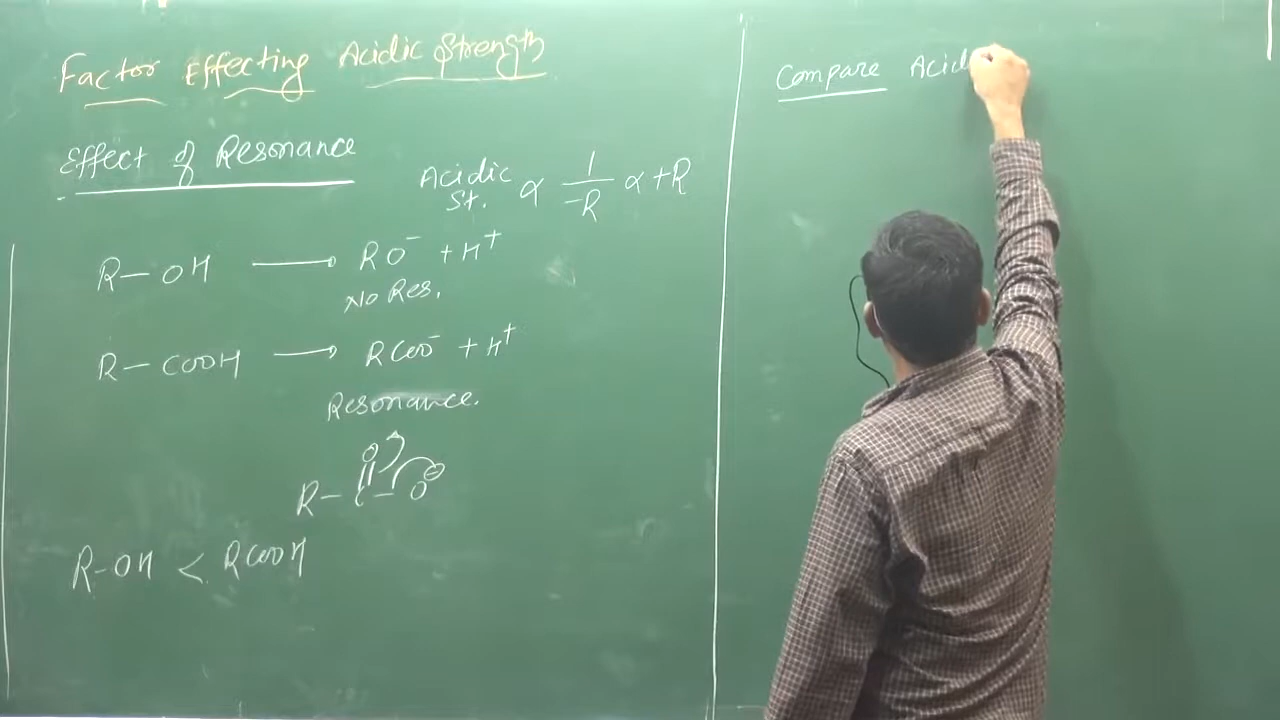 Factor Effecting Acidic Strength
Effect of Resonance
Acidic St. ∝ 1/-R ∝ +R
R- OH ⟶ RO⁻ + H⁺
No Res.
R- COOH ⟶ RCOO⁻ + H⁺
Resonance.
O
R- C - O ⊖
R-OH < RCOOH
Compare Acid